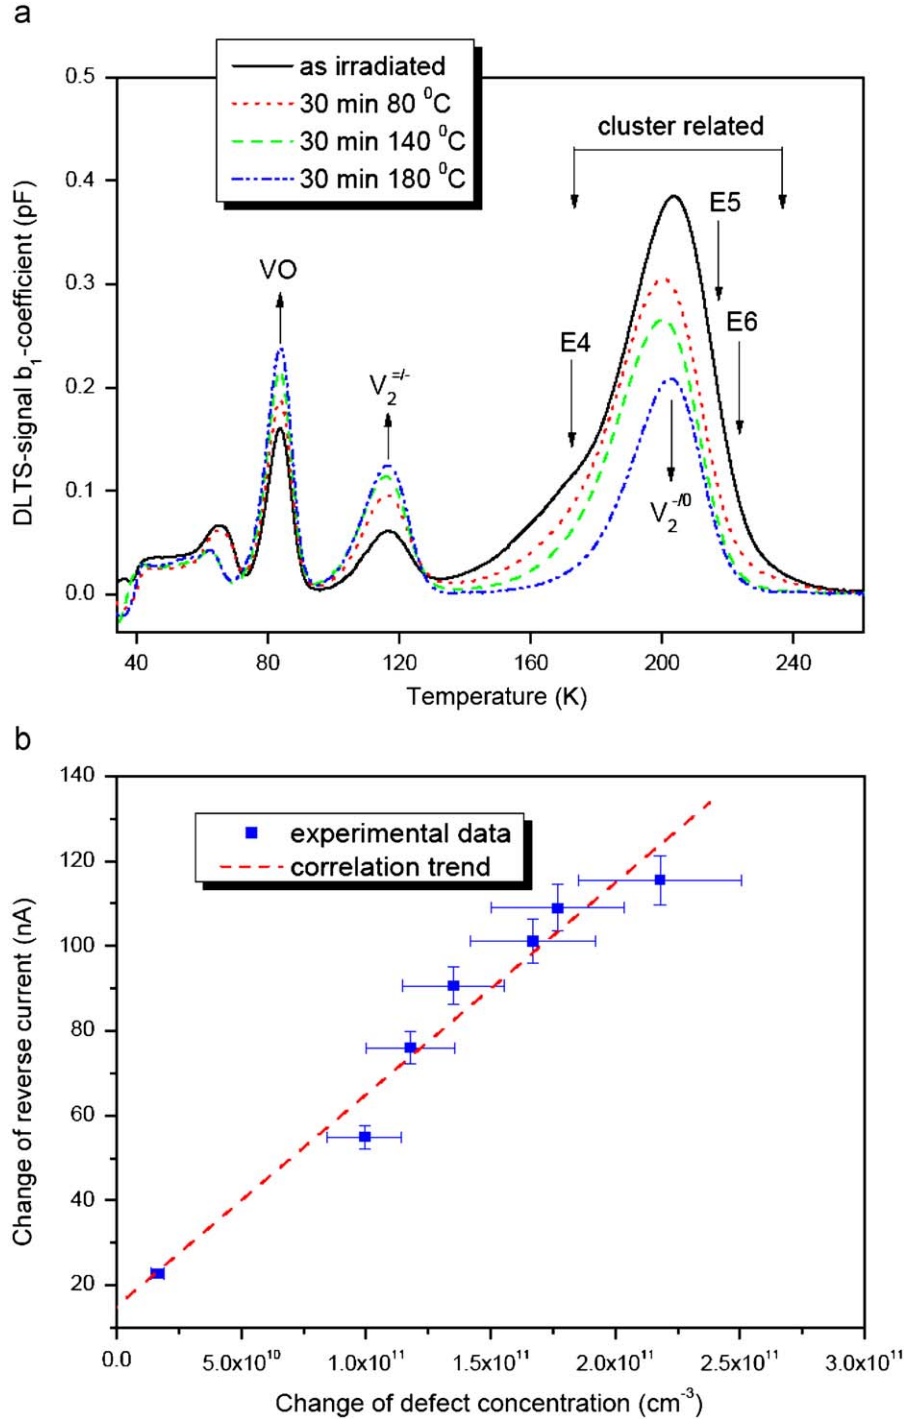 a
as irradiated
30 min 80 ⁰C
30 min 140 ⁰C
30 min 180 ⁰C
cluster related
VO
V₂⁼/⁻
E4
E5
E6
V₂⁻/⁰
0.5
0.4
0.3
0.2
0.1
0.0
DLTS-signal b₁-coefficient (pF)
40 80 120 160 200 240
Temperature (K)
b
140
120
100
80
60
40
20
experimental data
correlation trend
Change of reverse current (nA)
0.0 5.0x10¹⁰ 1.0x10¹¹ 1.5x10¹¹ 2.0x10¹¹ 2.5x10¹¹ 3.0x10¹¹
Change of defect concentration (cm⁻³)